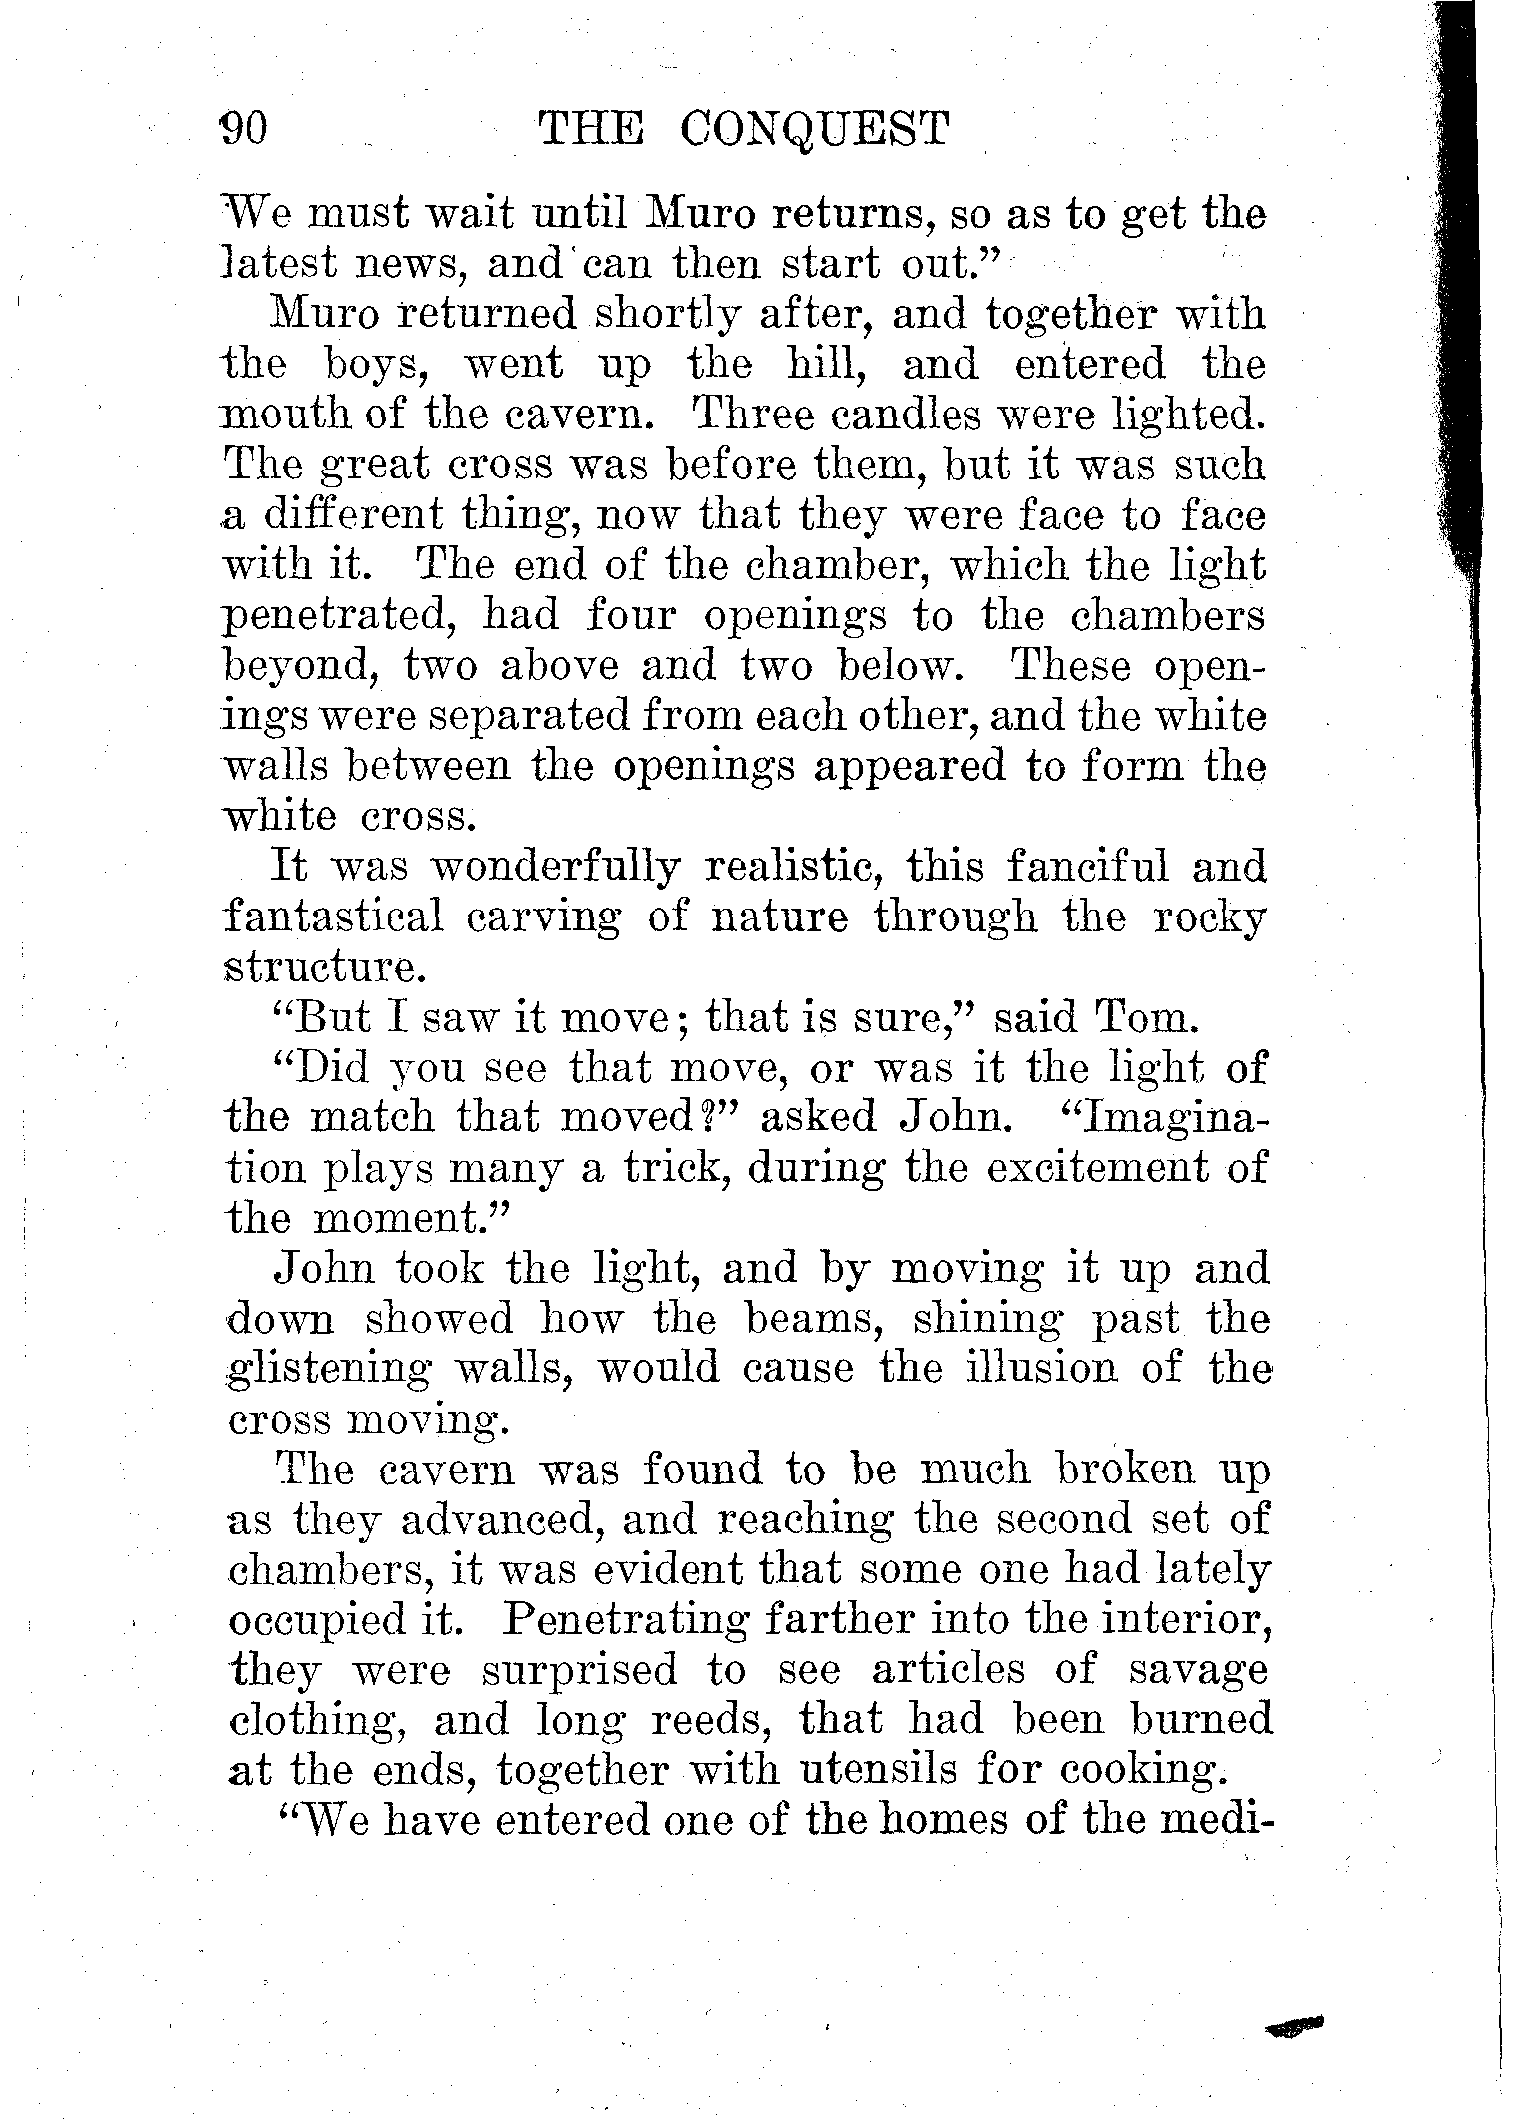 90 THE CONQUEST
We must wait until Muro returns, so as to get the
latest news, and can then start out.”
Muro returned shortly after, and together with
the boys, went up the hill, and entered the
mouth of the cavern. Three candles were lighted.
The great cross was before them, but it was such
a different thing, now that they were face to face
with it. The end of the chamber, which the light
penetrated, had four openings to the chambers
beyond, two above and two below. These open-
ings were separated from each other, and the white
walls between the openings appeared to form the
white cross.
It was wonderfully realistic, this fanciful and
fantastical carving of nature through the rocky
structure.
“But I saw it move; that is sure,” said Tom.
“Did you see that move, or was it the light of
the match that moved?” asked John. “Imagina-
tion plays many a trick, during the excitement of
the moment.”
John took the light, and by moving it up and
down showed how the beams, shining past the
glistening walls, would cause the illusion of the
cross moving.
The cavern was found to be much broken up
as they advanced, and reaching the second set of
chambers, it was evident that some one had lately
occupied it. Penetrating farther into the interior,
they were surprised to see articles of savage
clothing, and long reeds, that had been burned
at the ends, together with utensils for cooking.
“We have entered one of the homes of the medi-